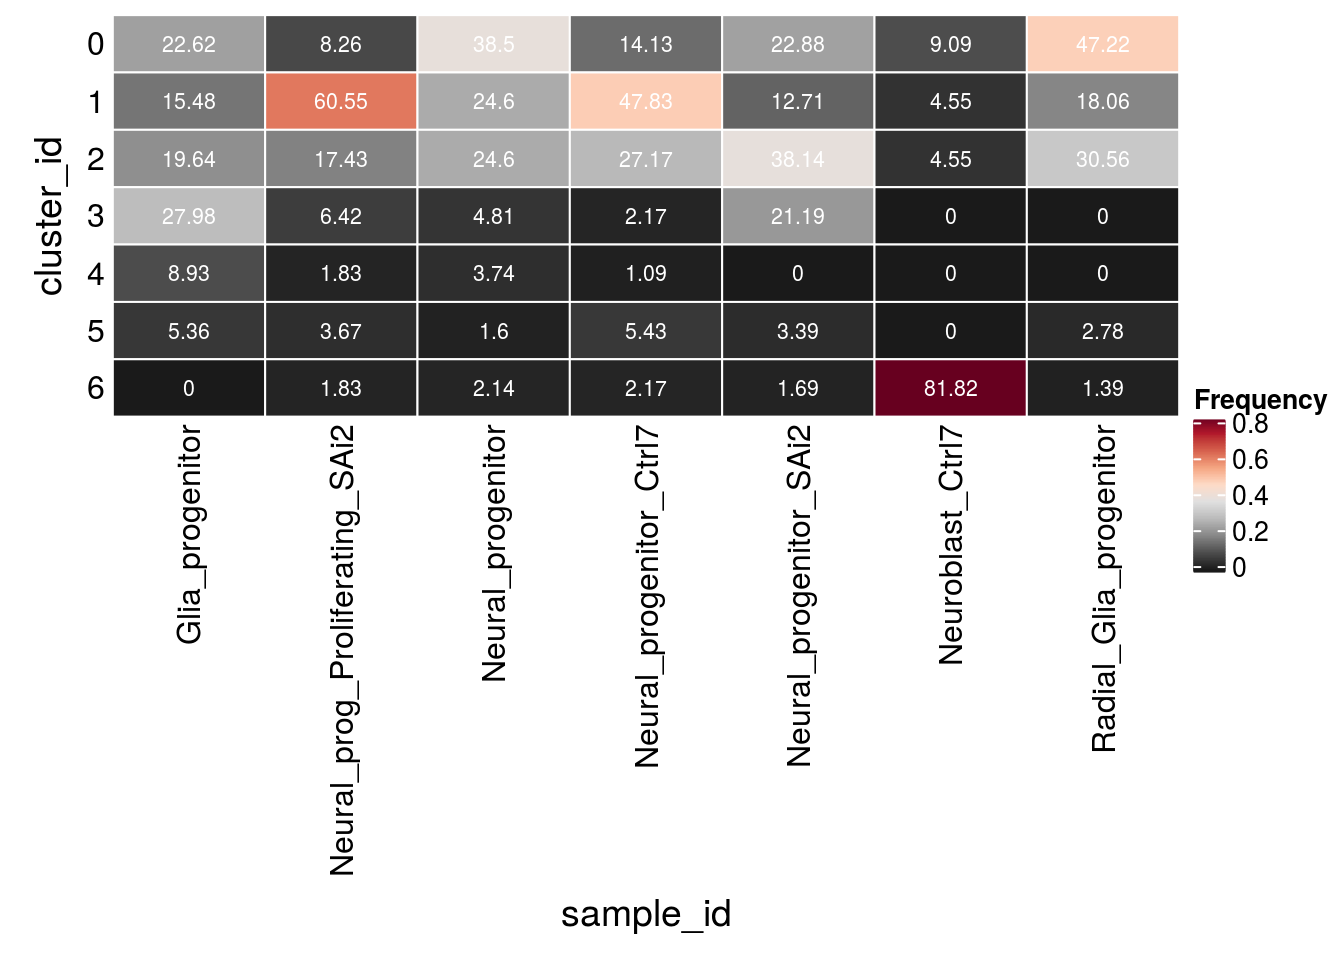 0 22.62 8.26 38.5 14.13 22.88 9.09 47.22
1 15.48 60.55 24.6 47.83 12.71 4.55 18.06
2 19.64 17.43 24.6 27.17 38.14 4.55 30.56
3 27.98 6.42 4.81 2.17 21.19 0 0
4 8.93 1.83 3.74 1.09 0 0 0
5 5.36 3.67 1.6 5.43 3.39 0 2.78
6 0 1.83 2.14 2.17 1.69 81.82 1.39
cluster_id
Glia_progenitor
Neural_prog_Proliferating_SAi2
Neural_progenitor
Neural_progenitor_Ctrl7
Neural_progenitor_SAi2
Neuroblast_Ctrl7
Radial_Glia_progenitor
sample_id
Frequency
0.8
0.6
0.4
0.2
0